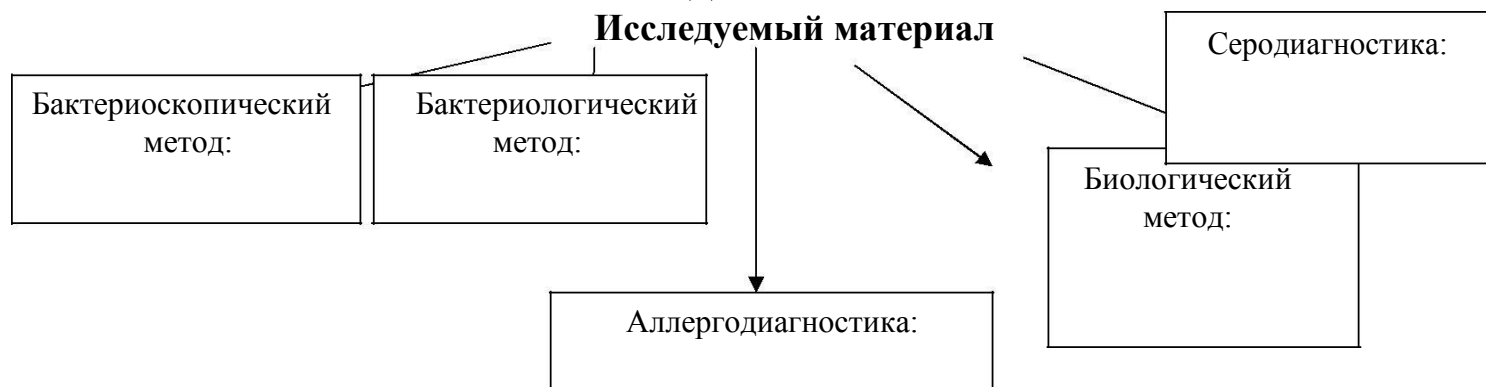 Исследуемый материал
Серодиагностика:
Бактериоскопический
метод:
Бактериологический
метод:
Биологический
метод:
Аллергодиагностика: